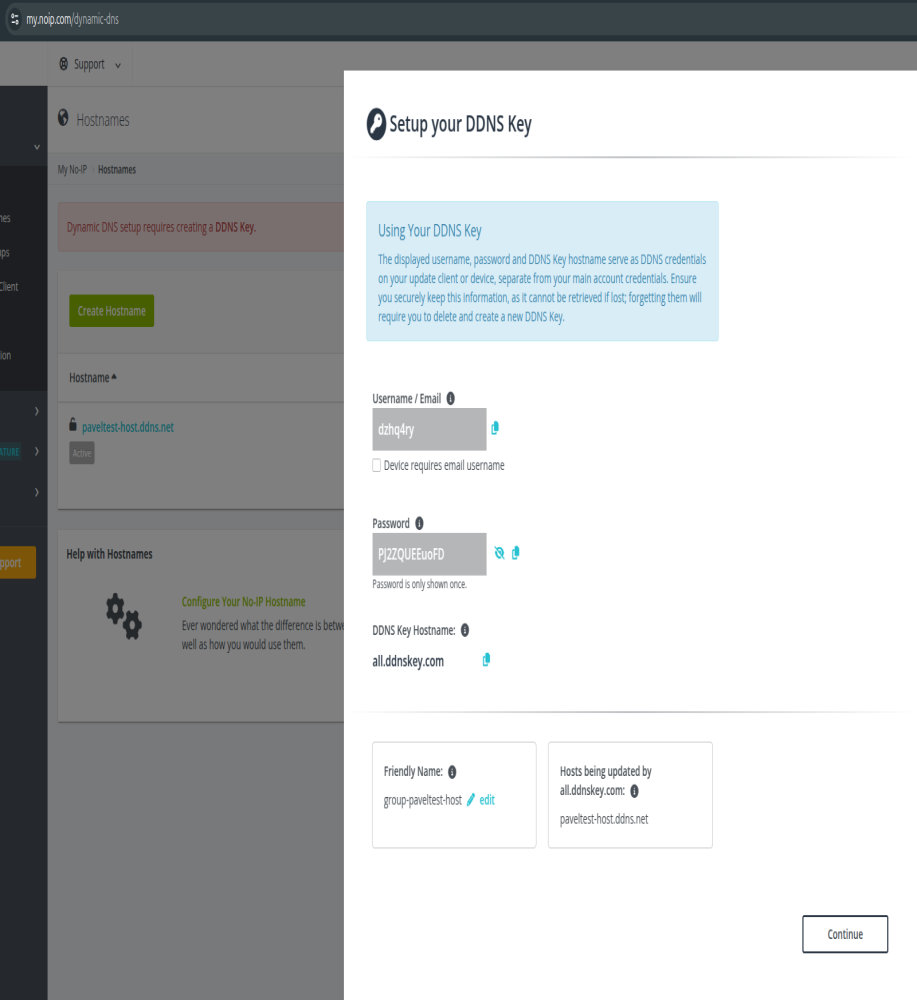 my.noip.com/dynamic-dns
Support
Hostnames
My No-IP Hostnames
Dynamic DNS setup requires creating a DDNS Key.
Create Hostname
Hostname
paveltest-host.ddns.net
Active
Help with Hostnames
Configure Your No-IP Hostname
Ever wondered what the difference is betw
well as how you would use them.
nes
ups
Client
ion
ATURE
pport
Setup your DDNS Key
Using Your DDNS Key
The displayed username, password and DDNS Key hostname serve as DDNS credentials
on your update client or device, separate from your main account credentials. Ensure
you securely keep this information, as it cannot be retrieved if lost; forgetting them will
require you to delete and create a new DDNS Key.
Username / Email
dzhq4ry
Device requires email username
Password
PJ2ZQUEEuoFD
Password is only shown once.
DDNS Key Hostname:
all.ddnskey.com
Friendly Name:
group-paveltest-host edit
Hosts being updated by
all.ddnskey.com:
paveltest-host.ddns.net
Continue